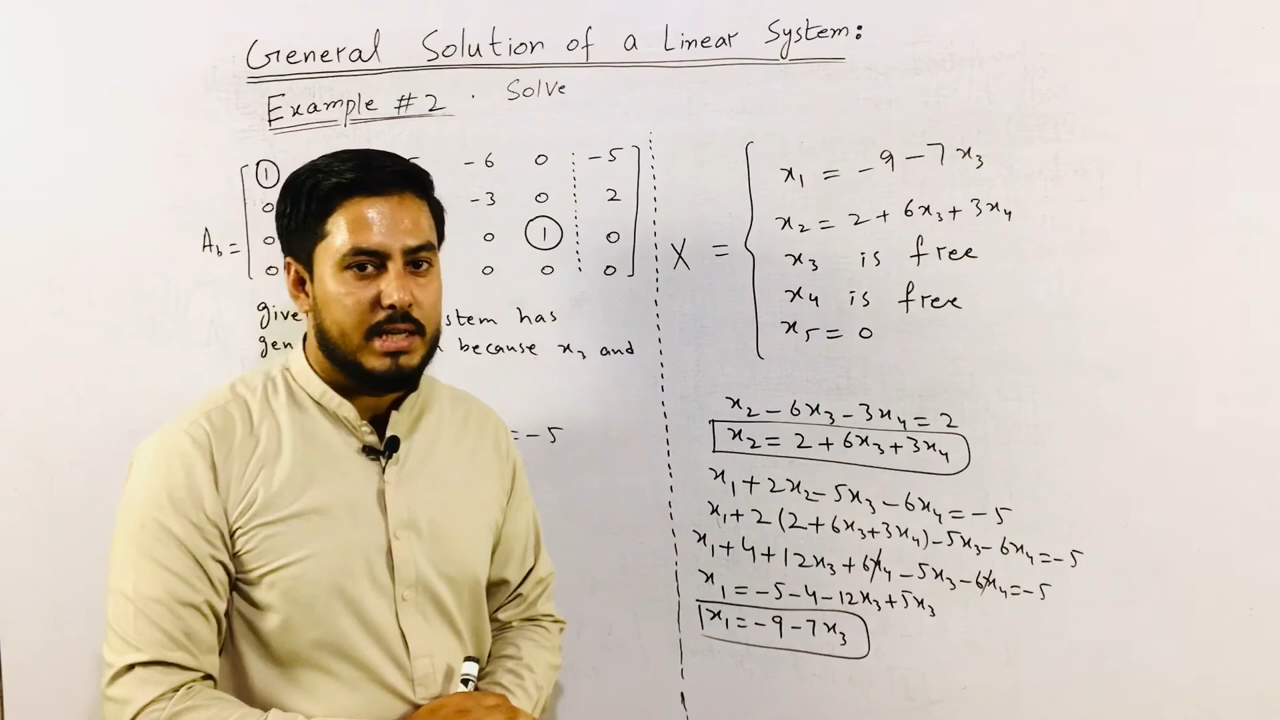 General Solution of a Linear System:
Example #2 . Solve
A_b =
① -6 0 -5
0 -3 0 2
0 0 ① 0
0 0 0 0
has
because x₃ and
= -5
X =
x₁ = -9 - 7x₃
x₂ = 2 + 6x₃ + 3x₄
x₃ is free
x₄ is free
x₅ = 0
x₂ - 6x₃ - 3x₄ = 2
x₂ = 2 + 6x₃ + 3x₄
x₁ + 2x₂ - 5x₃ - 6x₄ = -5
x₁ + 2(2 + 6x₃ + 3x₄) - 5x₃ - 6x₄ = -5
x₁ + 4 + 12x₃ + 6x₄ - 5x₃ - 6x₄ = -5
x₁ = -5 - 4 - 12x₃ + 5x₃
x₁ = -9 - 7x₃